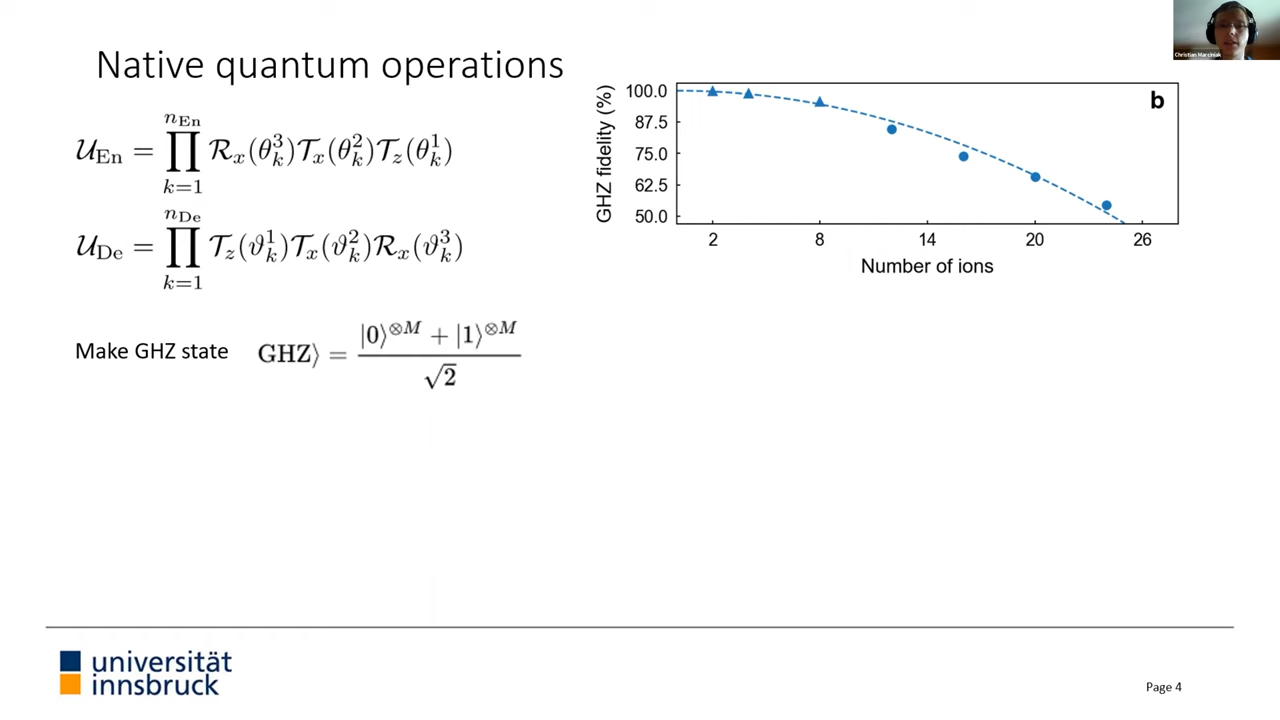 Native quantum operations
Christian Marciniak
𝒰_En = ∏_{k=1}^{n_En} ℛ_x(θ_k^3)𝒯_x(θ_k^2)𝒯_z(θ_k^1)
𝒰_De = ∏_{k=1}^{n_De} 𝒯_z(ϑ_k^1)𝒯_x(ϑ_k^2)ℛ_x(ϑ_k^3)
Make GHZ state GHZ⟩ = (|0⟩^{⊗M} + |1⟩^{⊗M}) / √2
b
GHZ fidelity (%)
100.0
87.5
75.0
62.5
50.0
2 8 14 20 26
Number of ions
universität
innsbruck
Page 4